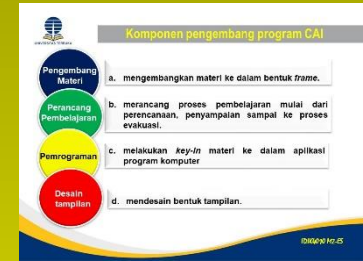 UNIVERSITAS TERBUKA
Komponen pengembang program CAI
Pengembang
Materi
a. mengembangkan materi ke dalam bentuk frame.
Perancang
Pembelajaran
b. merancang proses pembelajaran mulai dari
perencanaan, penyampaian sampai ke proses
evakuasi.
Pemrograman
c. melakukan key-in materi ke dalam aplikasi
program komputer
Desain
tampilan
d. mendesain bentuk tampilan.